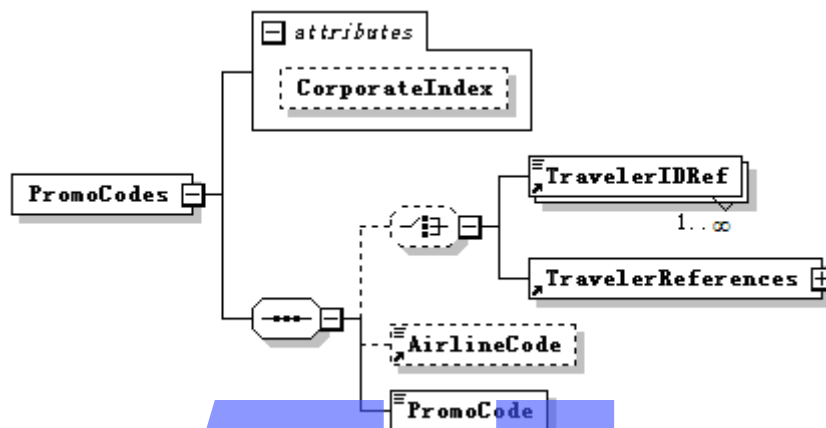 attributes
CorporateIndex
PromoCodes
TravelerIDRef
1..∞
TravelerReferences
AirlineCode
PromoCode